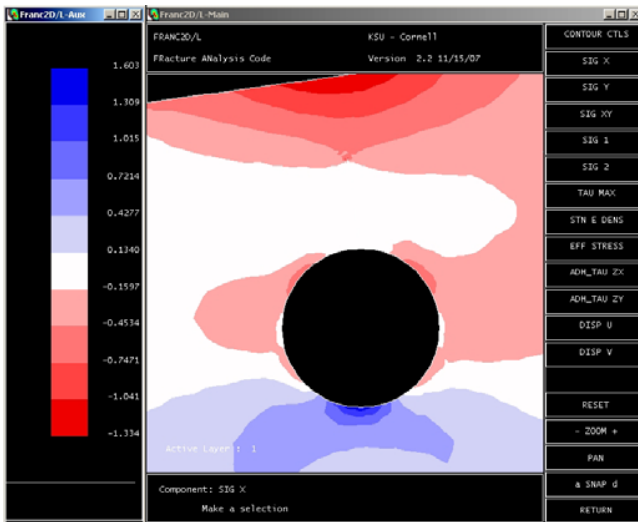 Franc2D/L-Aux
Franc2D/L-Main
FRANC2D/L
KSU - Cornell
FRacture ANalysis Code
Version 2.2 11/15/07
1.603
1.309
1.015
0.7214
0.4277
0.1340
-0.1597
-0.4534
-0.7471
-1.041
-1.334
Active Layer : 1
Component: SIG X
Make a selection
CONTOUR CTLS
SIG X
SIG Y
SIG XY
SIG 1
SIG 2
TAU MAX
STN E DENS
EFF STRESS
ADH_TAU ZX
ADH_TAU ZY
DISP U
DISP V
RESET
- ZOOM +
PAN
a SNAP d
RETURN